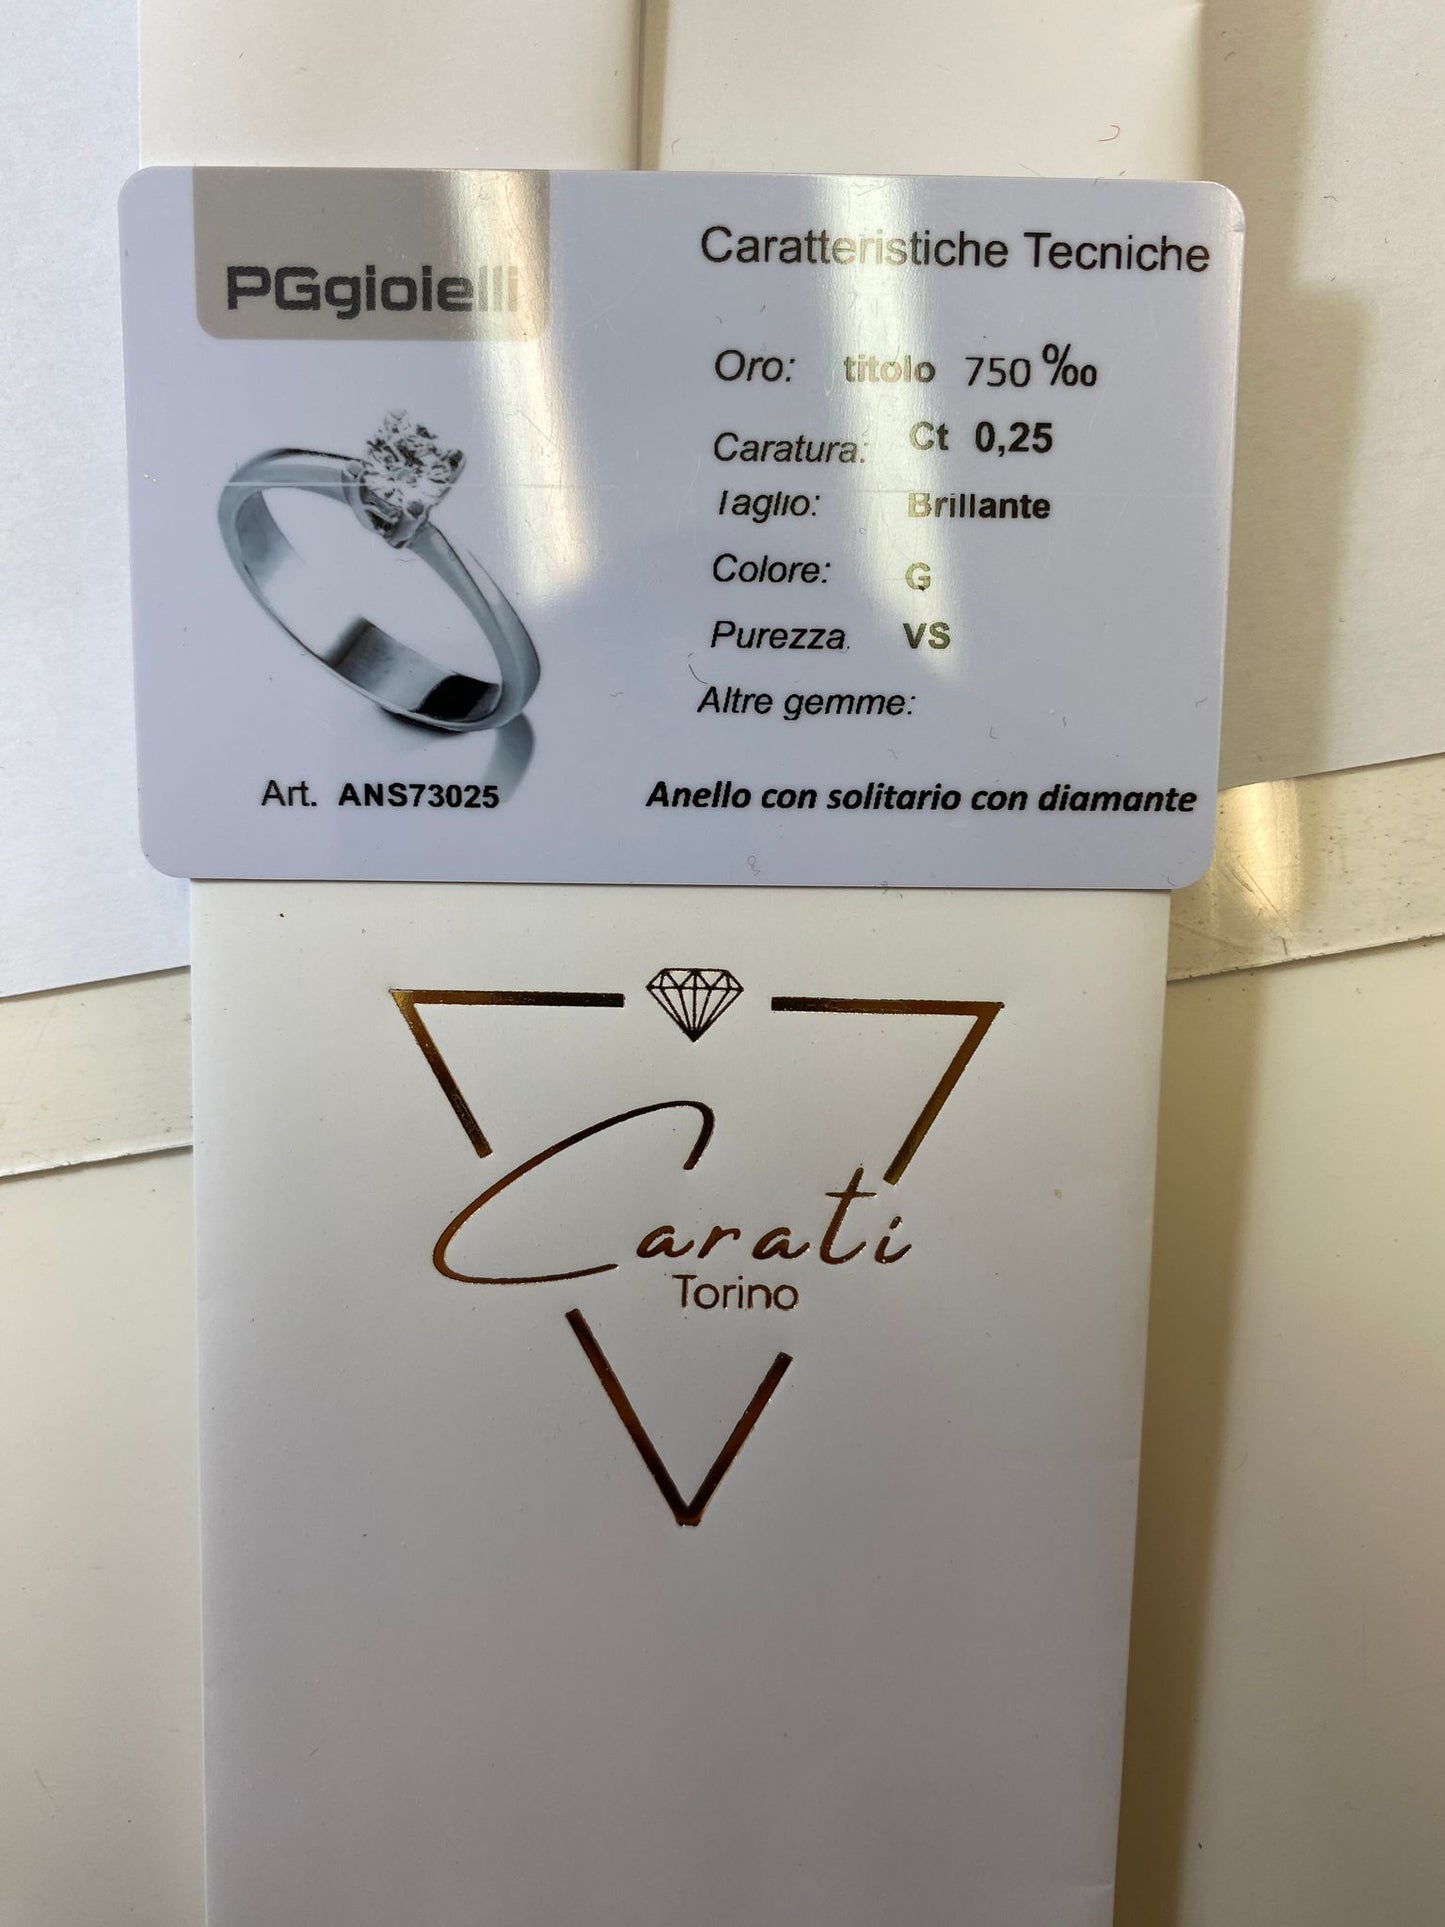 PGgioielli
Caratteristiche Tecniche
Oro: titolo 750 ‰
Caratura: Ct 0,25
Taglio: Brillante
Colore: G
Purezza. VS
Altre gemme:
Art. ANS73025
Anello con solitario con diamante
Carati
Torino